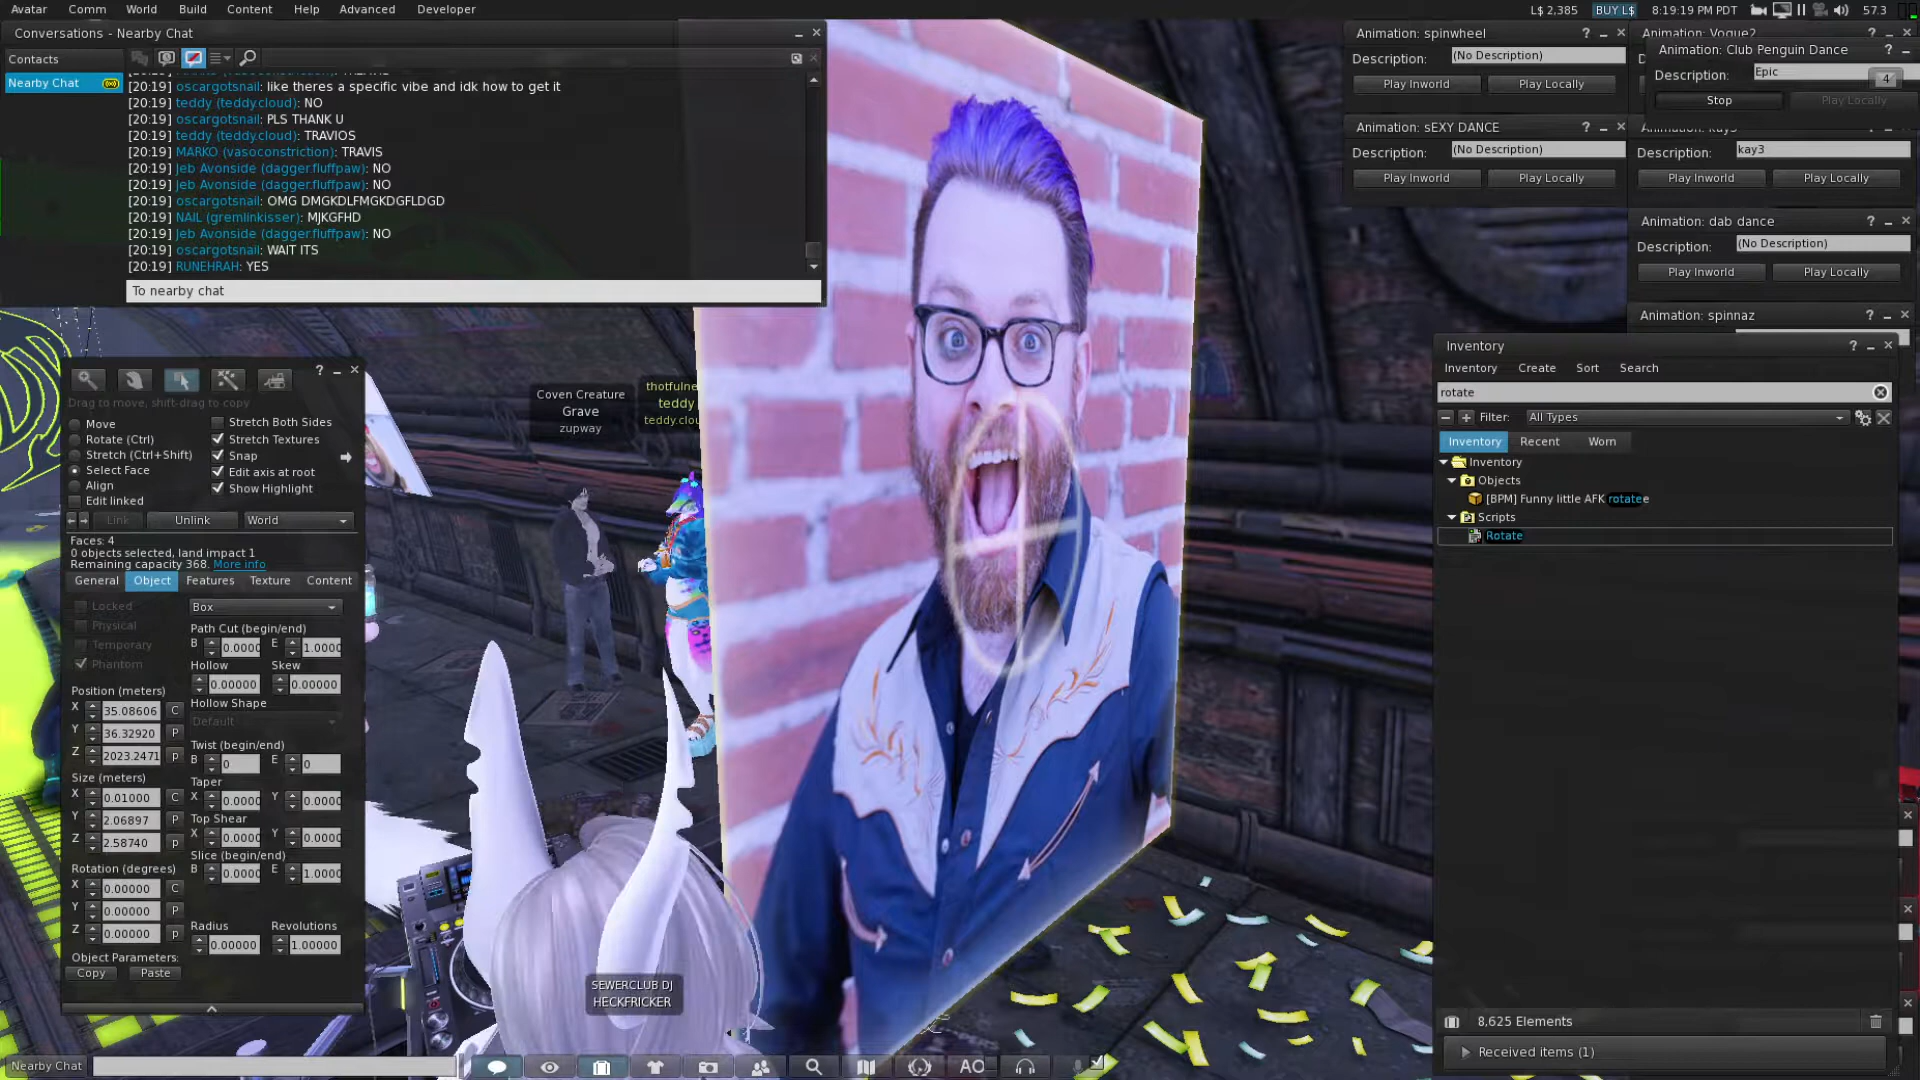 Avatar Comm World Build Content Help Advanced Developer
L$ 2,385 BUY L$ 8:19:19 PM PDT 57.3
Conversations - Nearby Chat
Contacts
Nearby Chat
[20:19] oscargotsnail: like theres a specific vibe and idk how to get it
[20:19] teddy (teddy.cloud): NO
[20:19] oscargotsnail: PLS THANK U
[20:19] teddy (teddy.cloud): TRAVIOS
[20:19] MARKO (vasoconstriction): TRAVIS
[20:19] Jeb Avonside (dagger.fluffpaw): NO
[20:19] Jeb Avonside (dagger.fluffpaw): NO
[20:19] oscargotsnail: OMG DMGKDLFMGKDGFLDGD
[20:19] NAIL (gremlinkisser): MJKGFHD
[20:19] Jeb Avonside (dagger.fluffpaw): NO
[20:19] oscargotsnail: WAIT ITS
[20:19] RUNEHRAH: YES
To nearby chat
Animation: spinwheel
Description: (No Description)
Play Inworld Play Locally
Animation: sEXY DANCE
Description: (No Description)
Play Inworld Play Locally
Animation: Vogue2
Animation: Club Penguin Dance
Description: Epic
4
Stop Play Locally
Description: kay3
Play Inworld Play Locally
Animation: dab dance
Description: (No Description)
Play Inworld Play Locally
Animation: spinnaz
Drag to move, shift-drag to copy
Move
Rotate (Ctrl)
Stretch (Ctrl+Shift)
Select Face
Align
Edit linked
Stretch Both Sides
Stretch Textures
Snap
Edit axis at root
Show Highlight
Link Unlink World
Faces: 4
0 objects selected, land impact 1
Remaining capacity 368. More info
General Object Features Texture Content
Locked
Physical
Temporary
Phantom
Position (meters)
X 35.08606 C
Y 36.32920 P
Z 2023.2471 p
Size (meters)
X 0.01000 C
Y 2.06897 P
Z 2.58740 p
Rotation (degrees)
X 0.00000 C
Y 0.00000 P
Z 0.00000 p
Object Parameters:
Copy Paste
Box
Path Cut (begin/end)
B 0.0000 E 1.0000
Hollow Skew
0.00000 0.00000
Hollow Shape
Default
Twist (begin/end)
B 0 E 0
Taper
X 0.0000 Y 0.0000
Top Shear
X 0.0000 Y 0.0000
Slice (begin/end)
B 0.0000 E 1.0000
Radius Revolutions
0.00000 1.00000
Coven Creature
Grave
zupway
thotfulne
teddy
teddy.clou
SEWERCLUB DJ
HECKFRICKER
Inventory
Inventory Create Sort Search
rotate
Filter: All Types
Inventory Recent Worn
Inventory
Objects
[BPM] Funny little AFK rotatee
Scripts
Rotate
8,625 Elements
Received items (1)
Nearby Chat
AO